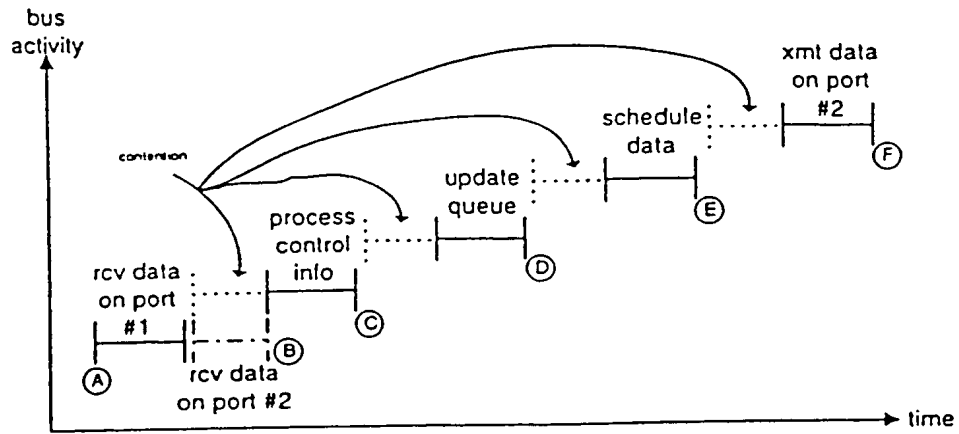 bus
activity
xmt data
on port
#2
F
schedule
data
E
contention
update
queue
D
process
control
info
C
rcv data
on port
#1
A
B
rcv data
on port #2
time